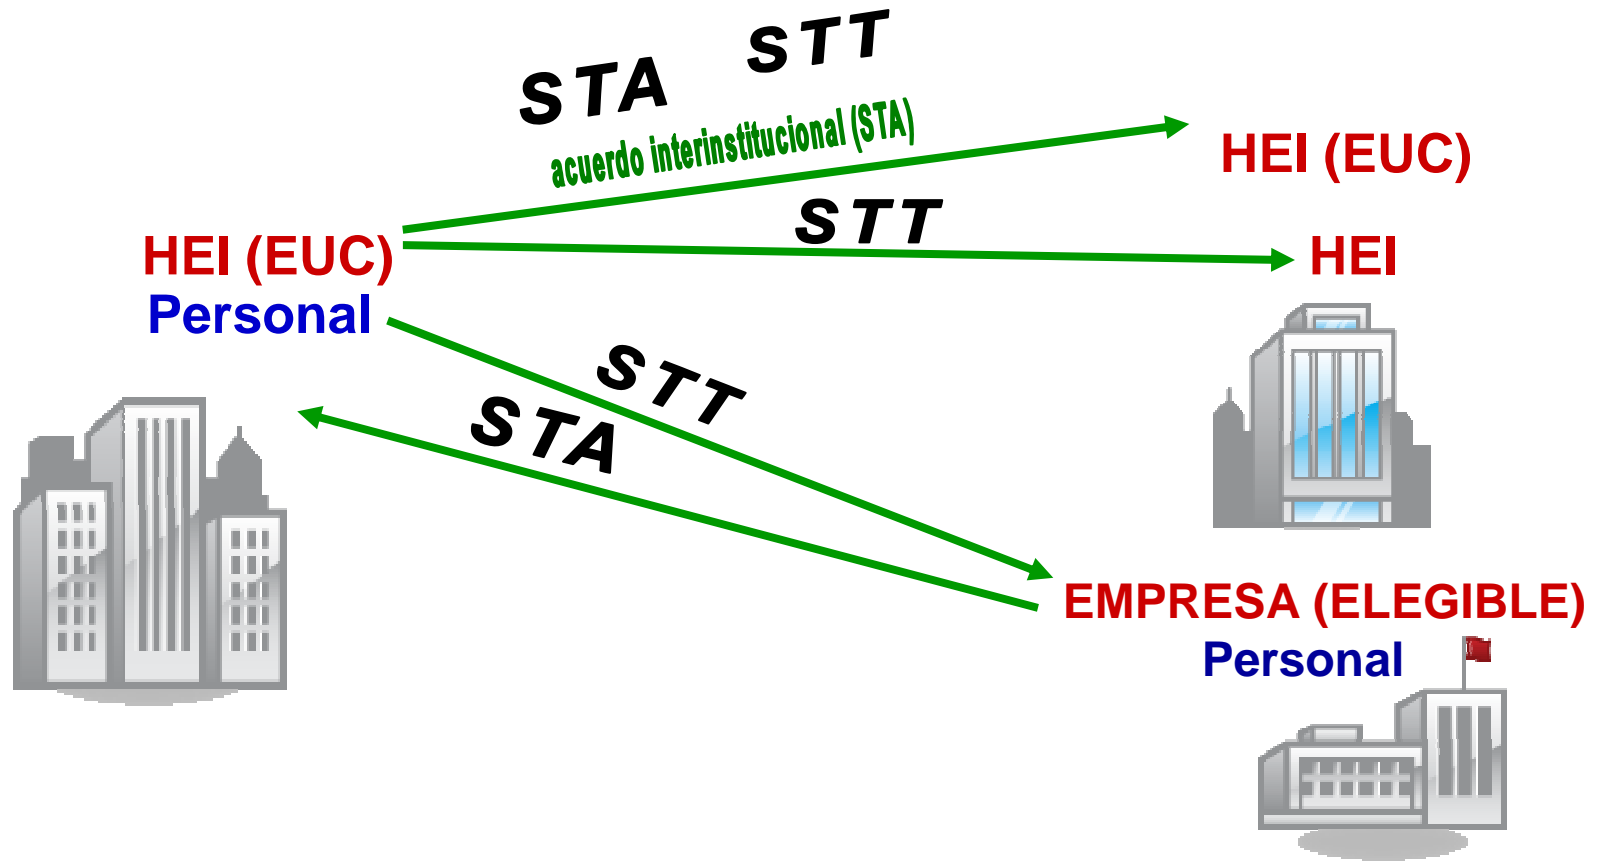 STA STT
acuerdo interinstitucional (STA)
HEI (EUC)
STT
HEI (EUC)
HEI
Personal
STT
STA
EMPRESA (ELEGIBLE)
Personal